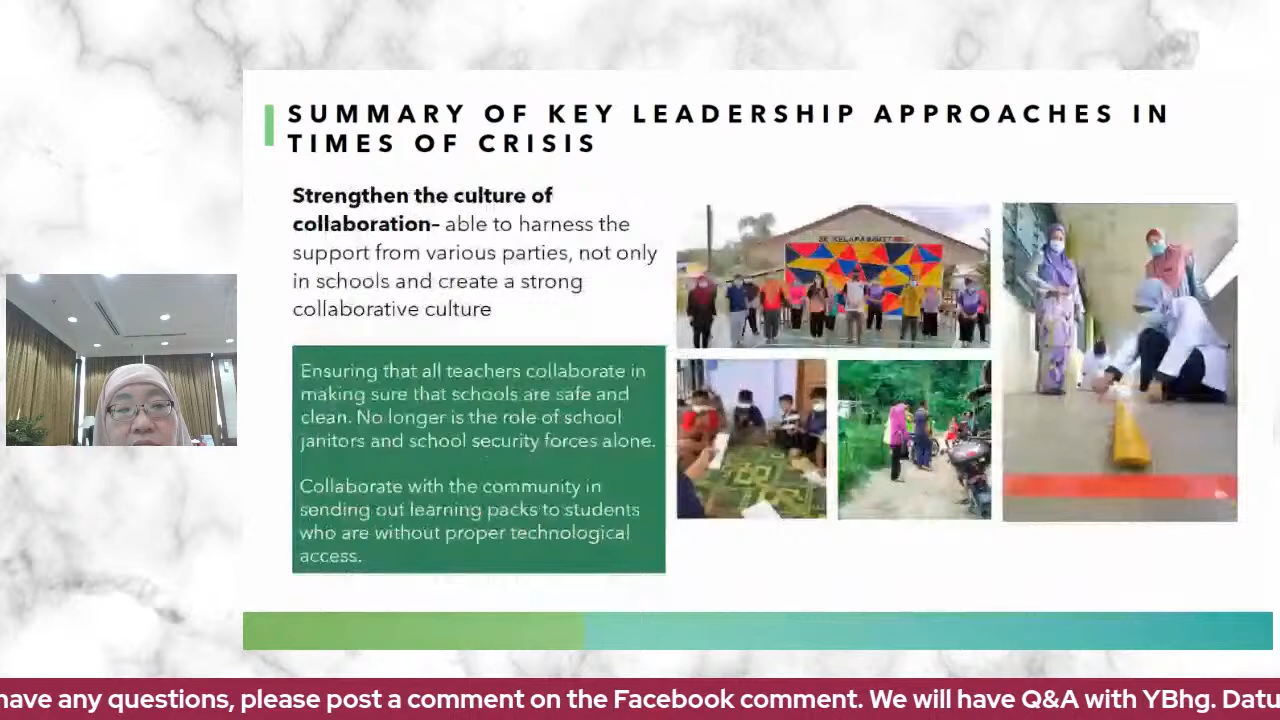 SUMMARY OF KEY LEADERSHIP APPROACHES IN
TIMES OF CRISIS
Strengthen the culture of
collaboration– able to harness the
support from various parties, not only
in schools and create a strong
collaborative culture
Ensuring that all teachers collaborate in
making sure that schools are safe and
clean. No longer is the role of school
janitors and school security forces alone.
Collaborate with the community in
sending out learning packs to students
who are without proper technological
access.
have any questions, please post a comment on the Facebook comment. We will have Q&A with YBhg. Datu